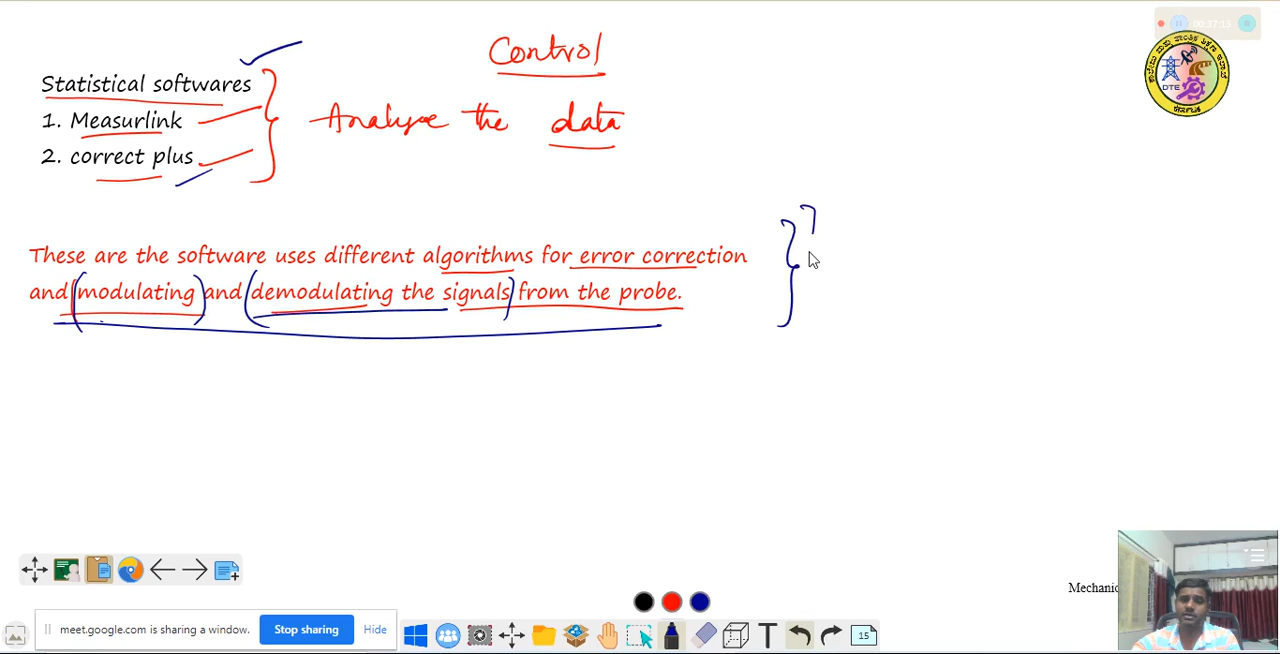 Control
Statistical softwares
1. Measurlink
Analyse the data
2. correct plus
These are the software uses different algorithms for error correction
and modulating and demodulating the signals from the probe.
DTE
Mechanic
meet.google.com is sharing a window.
Stop sharing
Hide
15